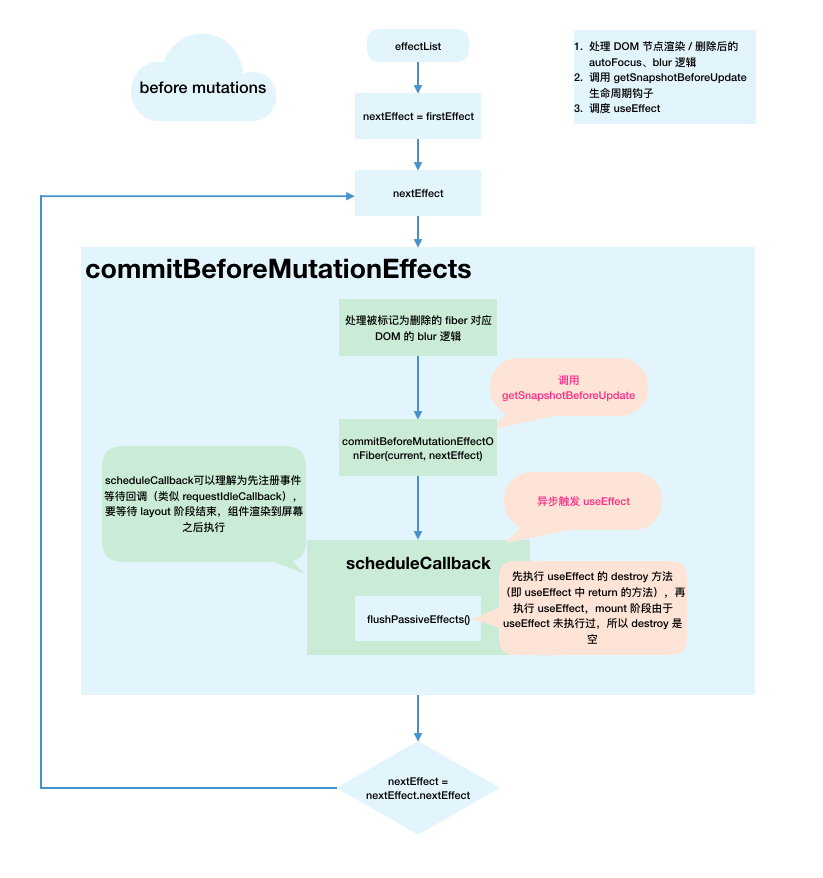 before mutations
effectList
1. 处理 DOM 节点渲染 / 删除后的
autoFocus、blur 逻辑
2. 调用 getSnapshotBeforeUpdate
生命周期钩子
3. 调度 useEffect
nextEffect = firstEffect
nextEffect
commitBeforeMutationEffects
处理被标记为删除的 fiber 对应
DOM 的 blur 逻辑
调用
getSnapshotBeforeUpdate
commitBeforeMutationEffectO
nFiber(current, nextEffect)
scheduleCallback可以理解为先注册事件
等待回调（类似 requestIdleCallback），
要等待 layout 阶段结束，组件渲染到屏幕
之后执行
异步触发 useEffect
scheduleCallback
flushPassiveEffects()
先执行 useEffect 的 destroy 方法
（即 useEffect 中 return 的方法），再
执行 useEffect，mount 阶段由于
useEffect 未执行过，所以 destroy 是
空
nextEffect =
nextEffect.nextEffect